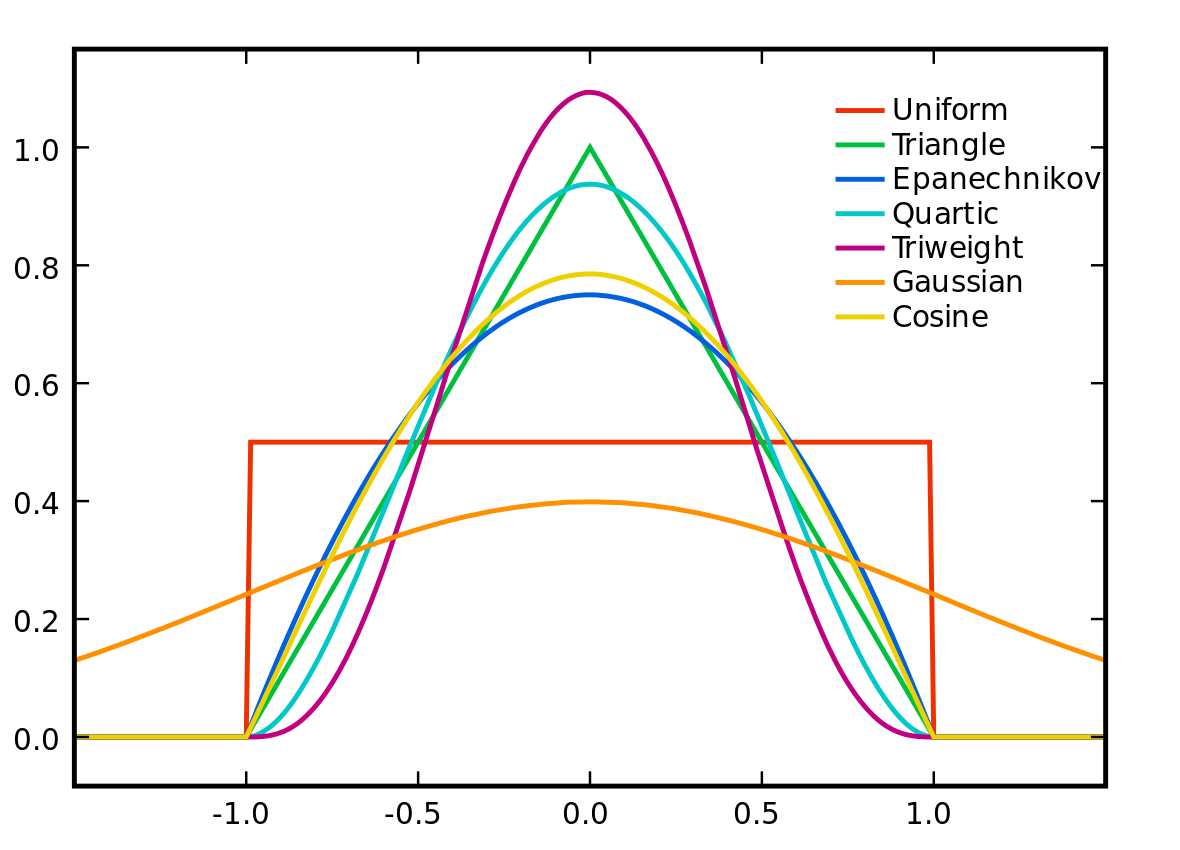 Uniform
Triangle
Epanechnikov
Quartic
Triweight
Gaussian
Cosine
1.0
0.8
0.6
0.4
0.2
0.0
-1.0 -0.5 0.0 0.5 1.0